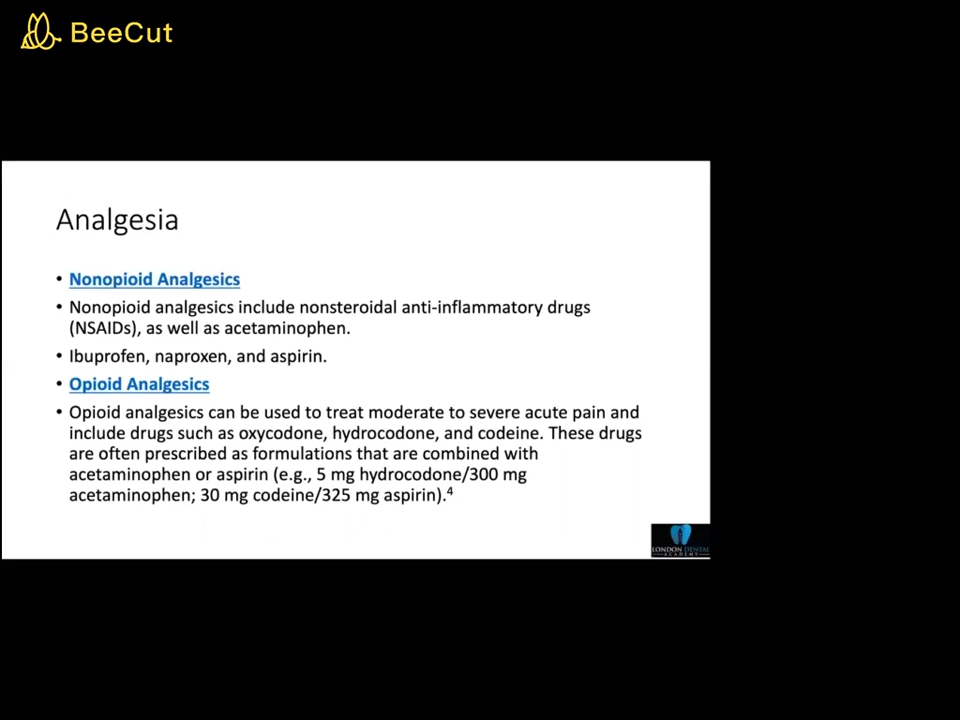 BeeCut
Analgesia
• Nonopioid Analgesics
• Nonopioid analgesics include nonsteroidal anti-inflammatory drugs
(NSAIDs), as well as acetaminophen.
• Ibuprofen, naproxen, and aspirin.
• Opioid Analgesics
• Opioid analgesics can be used to treat moderate to severe acute pain and
include drugs such as oxycodone, hydrocodone, and codeine. These drugs
are often prescribed as formulations that are combined with
acetaminophen or aspirin (e.g., 5 mg hydrocodone/300 mg
acetaminophen; 30 mg codeine/325 mg aspirin).⁴
LONDON DENTAL
ACADEMY